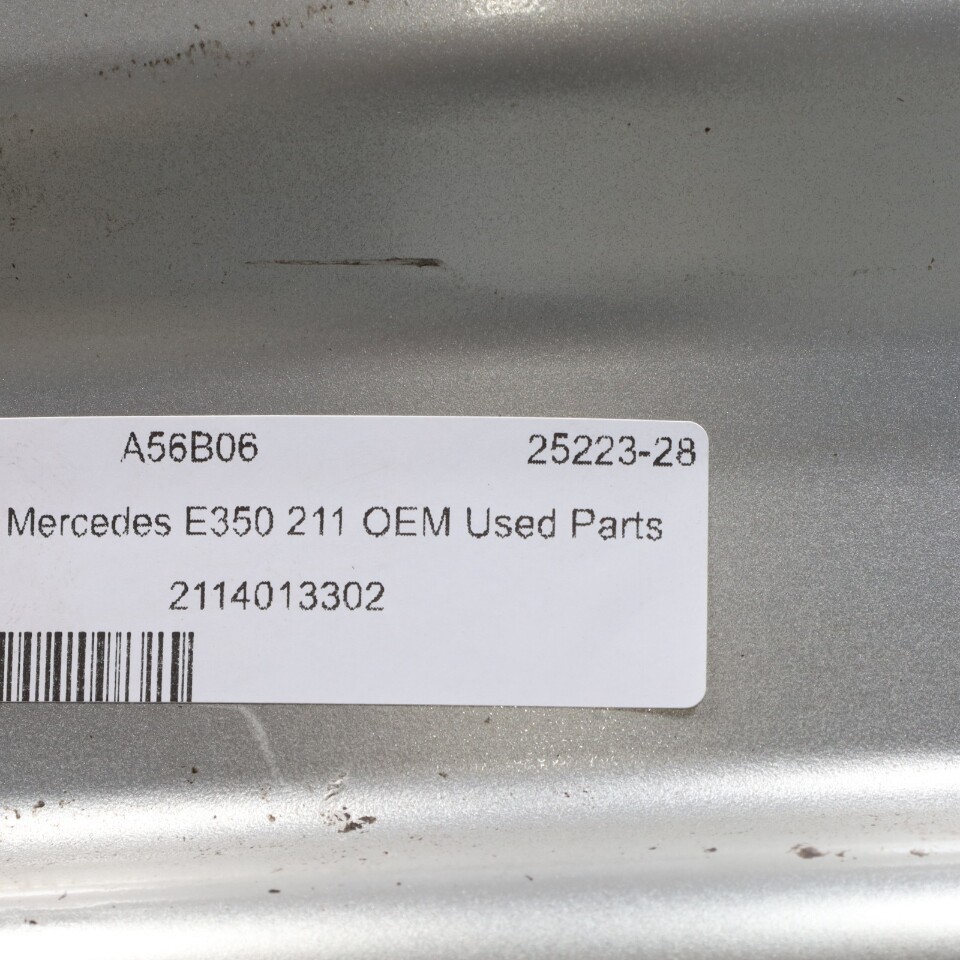 A56B06 25223-28
Mercedes E350 211 OEM Used Parts
2114013302